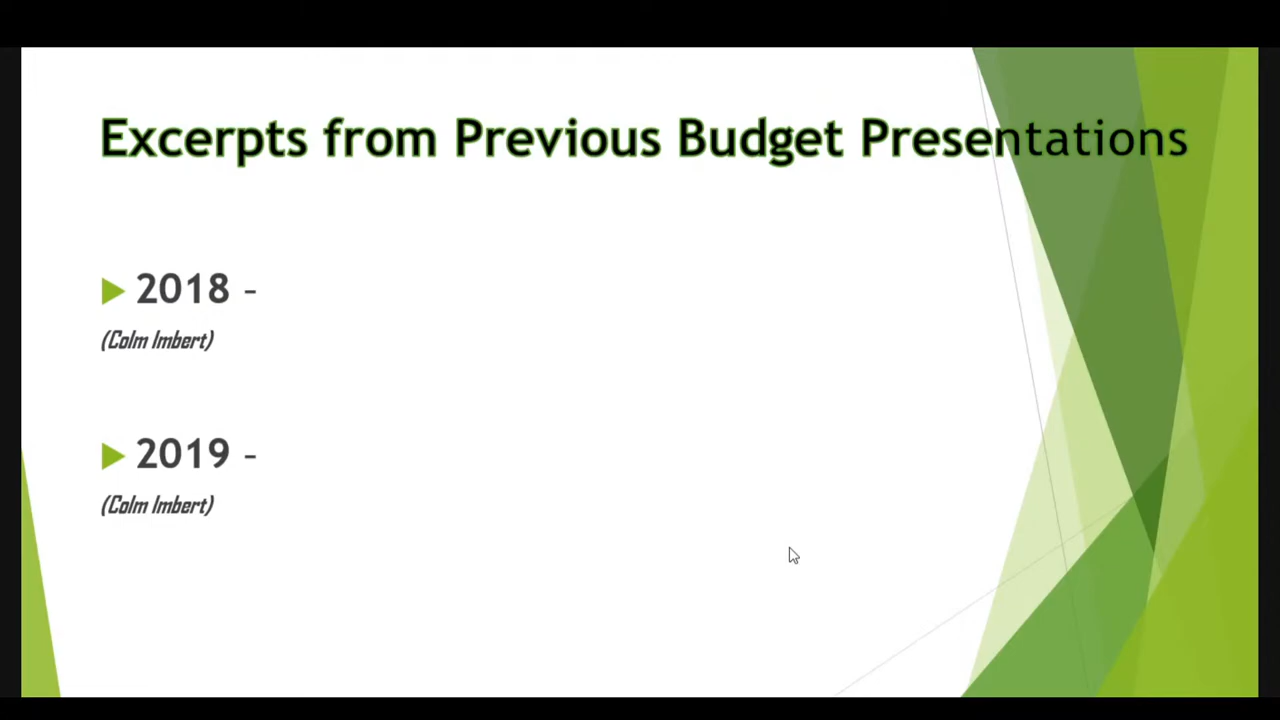 Excerpts from Previous Budget Presentations
2018 –
(Colm Imbert)
2019 –
(Colm Imbert)